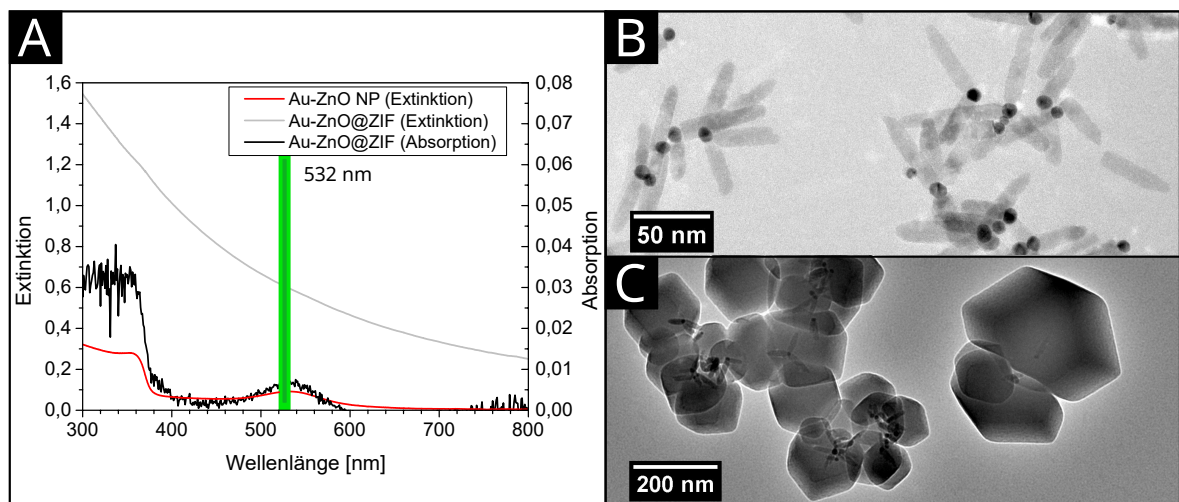 A
1,6
1,4
1,2
1,0
0,8
0,6
0,4
0,2
0,0
Extinktion
300
400
500
600
700
800
Wellenlänge [nm]
0,08
0,07
0,06
0,05
0,04
0,03
0,02
0,01
0,00
Absorption
Au-ZnO NP (Extinktion)
Au-ZnO@ZIF (Extinktion)
Au-ZnO@ZIF (Absorption)
532 nm
B
50 nm
C
200 nm